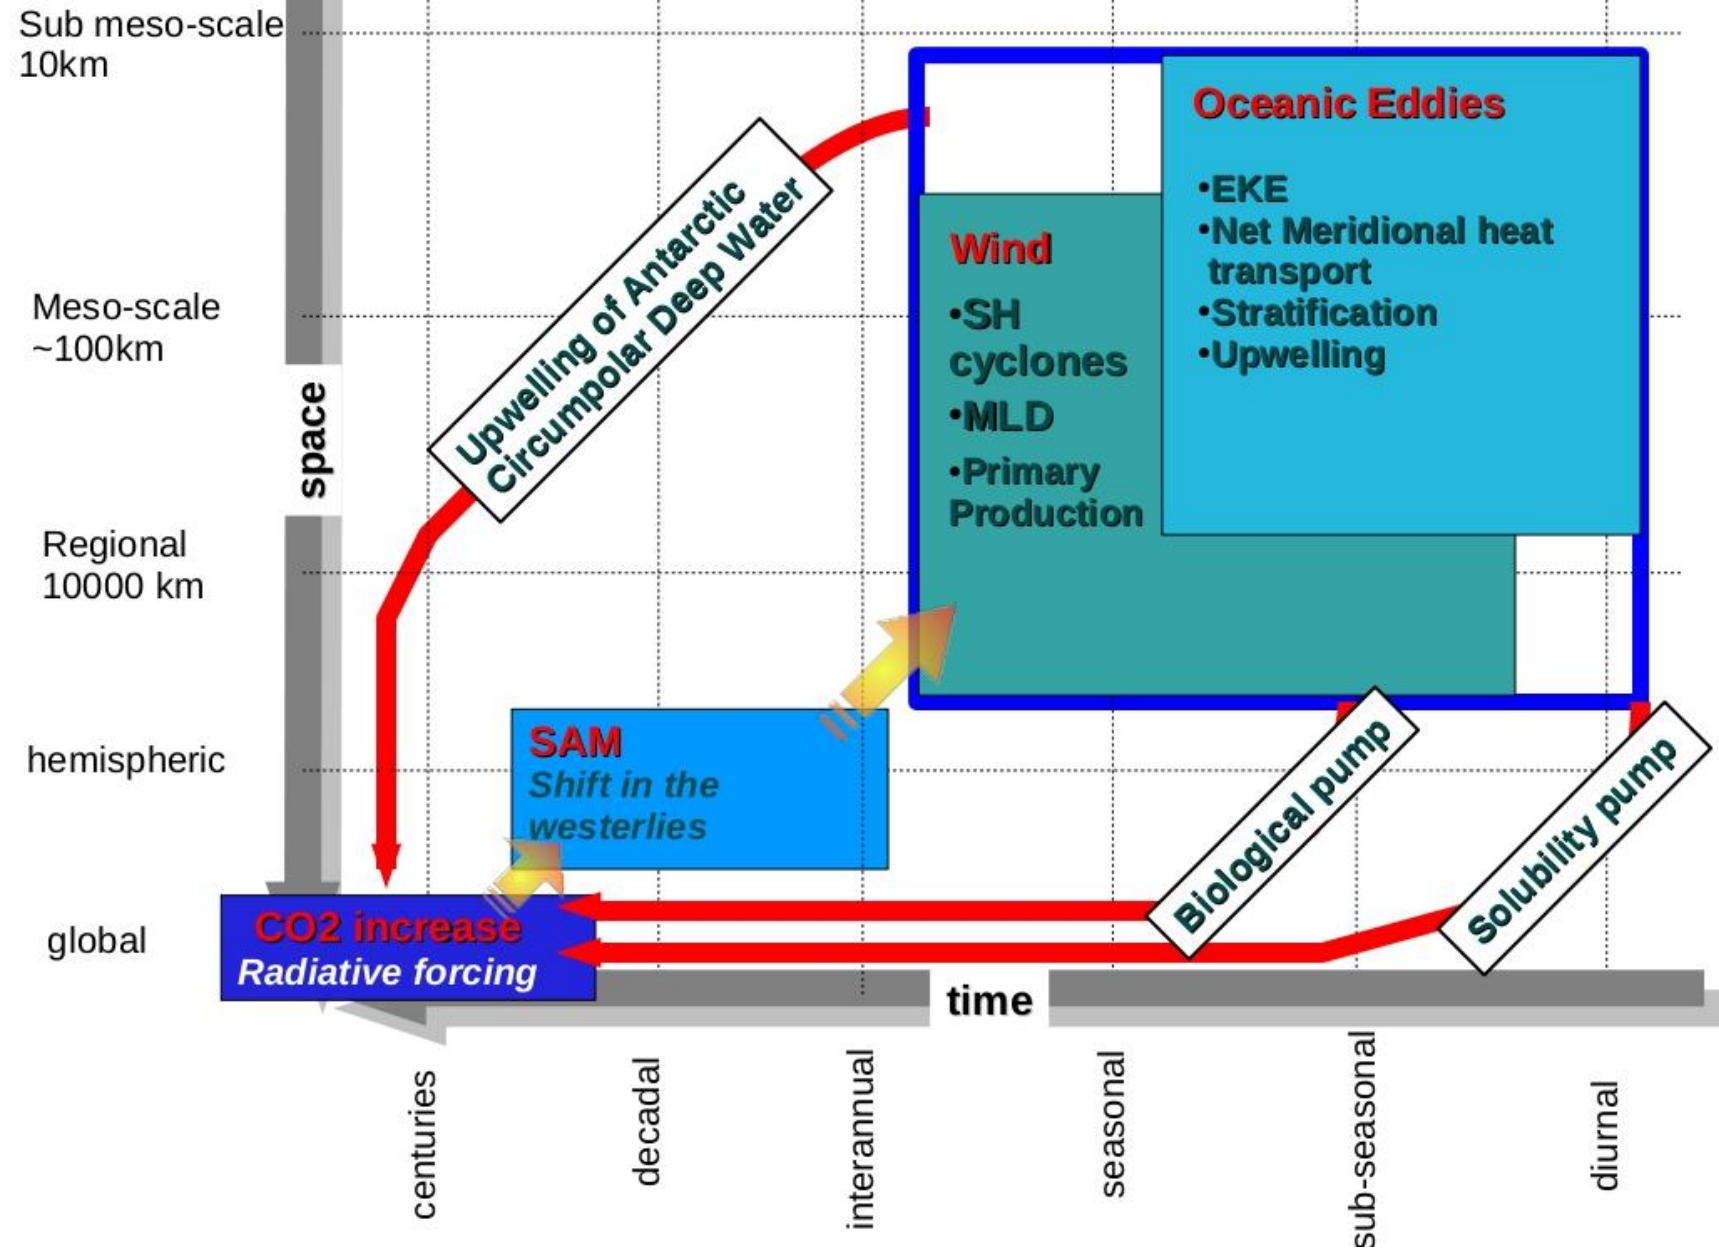 Sub meso-scale
10km
Meso-scale
~100km
space
Regional
10000 km
hemispheric
global
Upwelling of Antarctic
Circumpolar Deep Water
Oceanic Eddies
•EKE
•Net Meridional heat
transport
•Stratification
•Upwelling
Wind
•SH
cyclones
•MLD
•Primary
Production
SAM
Shift in the
westerlies
CO2 increase
Radiative forcing
Biological pump
Solubility pump
time
centuries
decadal
interannual
seasonal
sub-seasonal
diurnal